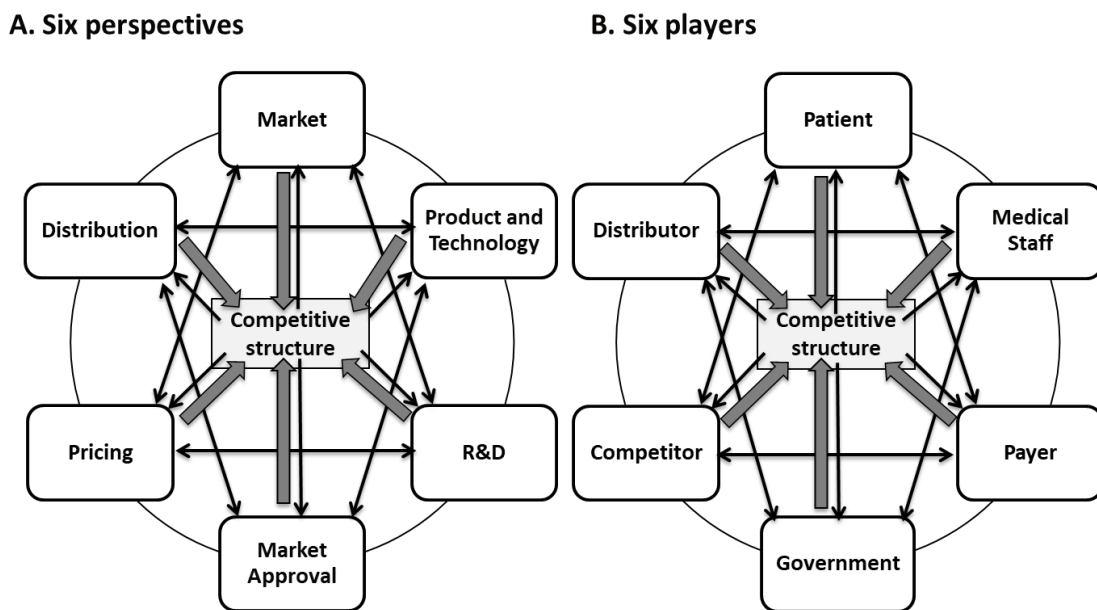 A. Six perspectives
Market
Distribution
Product and
Technology
Competitive
structure
Pricing
R&D
Market
Approval
B. Six players
Patient
Distributor
Medical
Staff
Competitive
structure
Competitor
Payer
Government